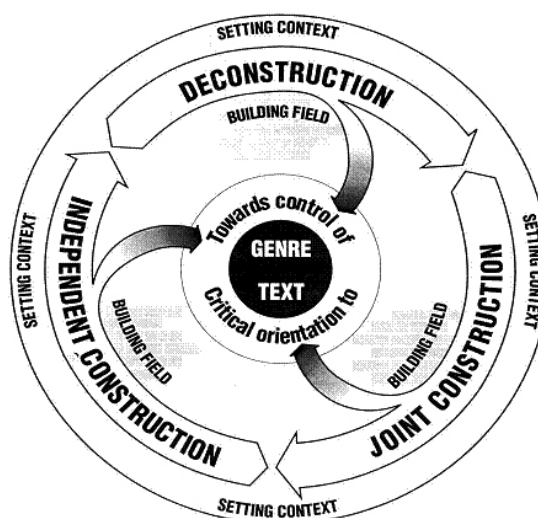 SETTING CONTEXT
DECONSTRUCTION
BUILDING FIELD
SETTING CONTEXT
INDEPENDENT CONSTRUCTION
BUILDING FIELD
Towards control of
GENRE
TEXT
Critical orientation to
BUILDING FIELD
JOINT CONSTRUCTION
SETTING CONTEXT
SETTING CONTEXT